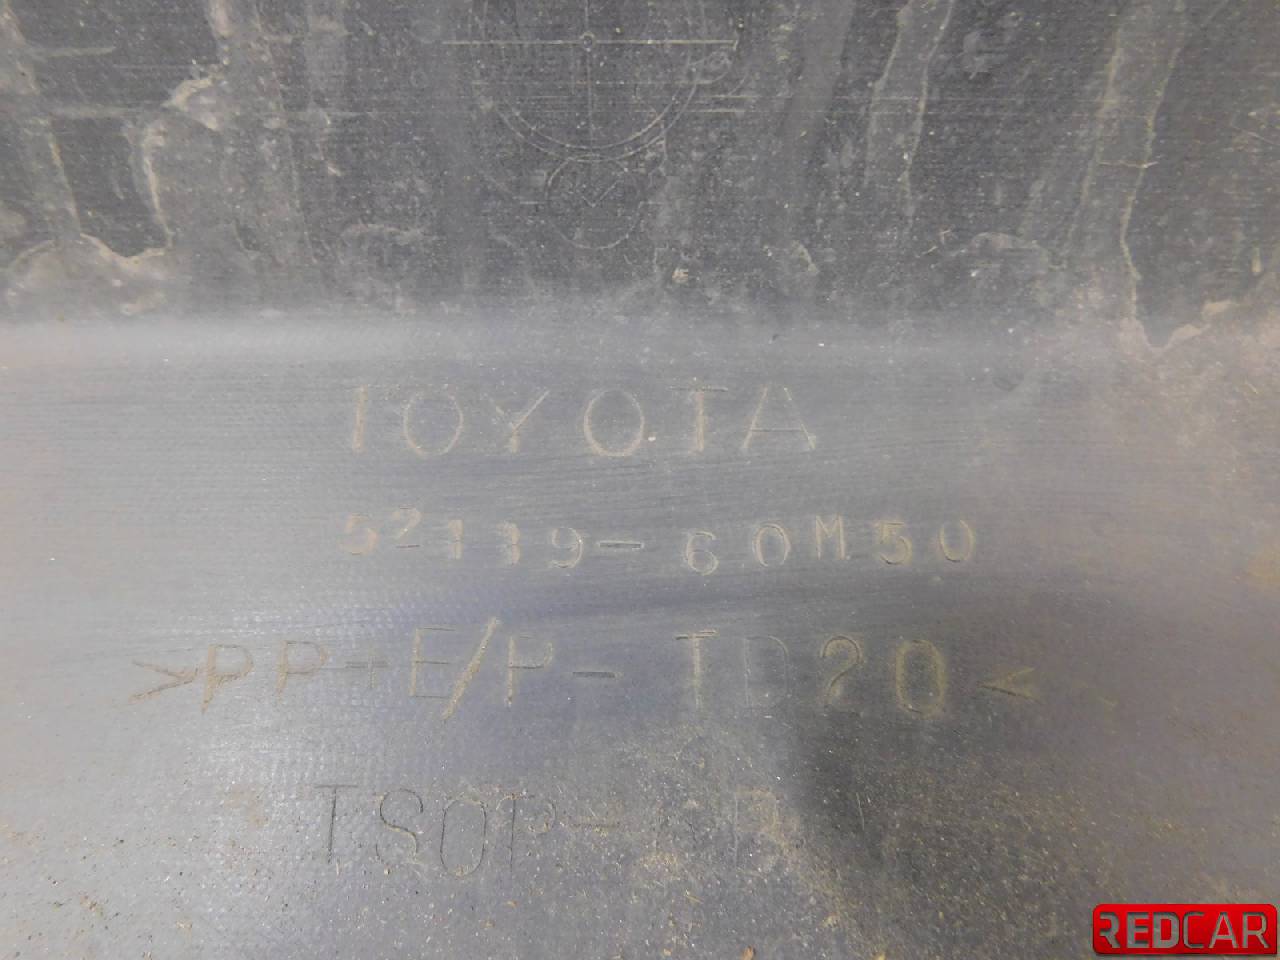 TOYOTA
52119-60M50
>PP+E/P-TD20<
REDCAR